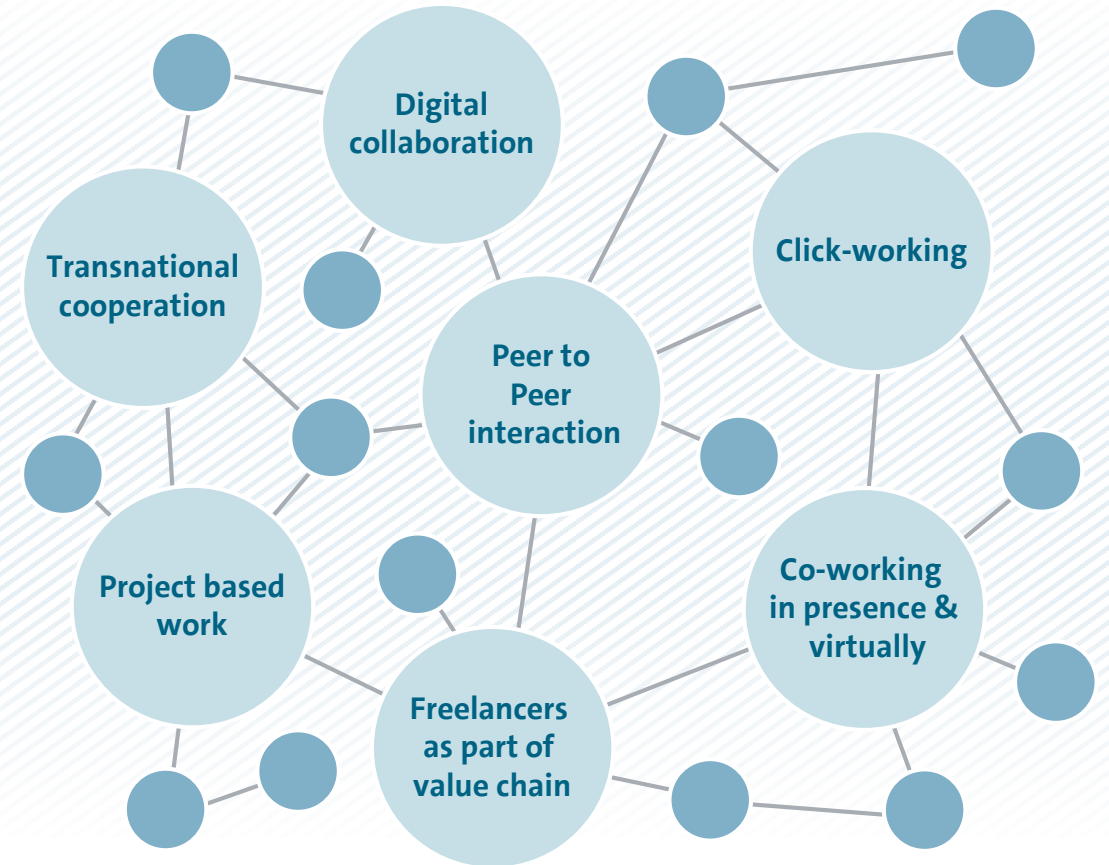 Digital
collaboration
Transnational
cooperation
Click-working
Peer to
Peer
interaction
Project based
work
Co-working
in presence &
virtually
Freelancers
as part of
value chain